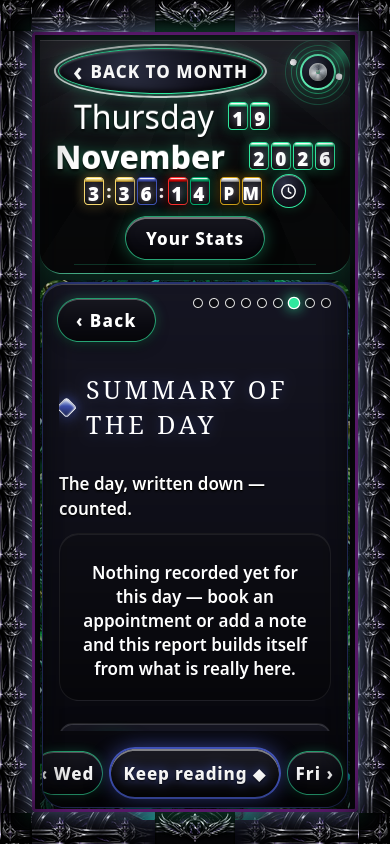 ‹ BACK TO MONTH
Thursday 19
November 2026
3:36:14 PM
Your Stats
‹ Back
SUMMARY OF
THE DAY
The day, written down —
counted.
Nothing recorded yet for
this day — book an
appointment or add a note
and this report builds itself
from what is really here.
‹ Wed
Keep reading ◆
Fri ›